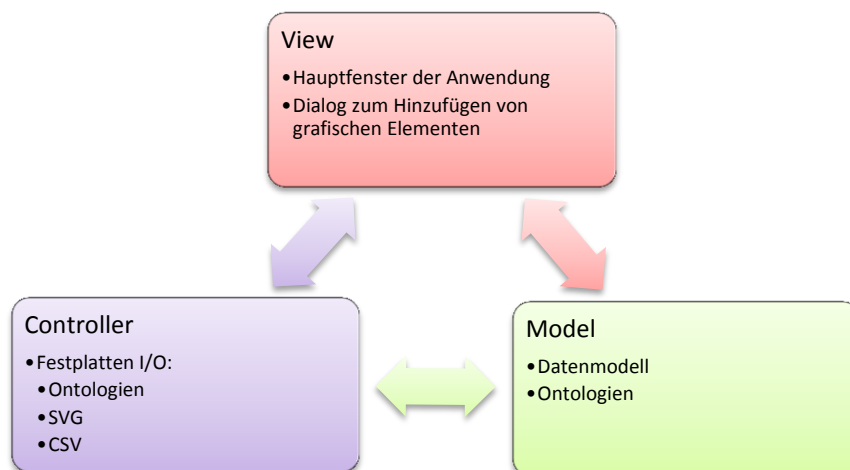 View
•Hauptfenster der Anwendung
•Dialog zum Hinzufügen von
grafischen Elementen
Controller
•Festplatten I/O:
•Ontologien
•SVG
•CSV
Model
•Datenmodell
•Ontologien